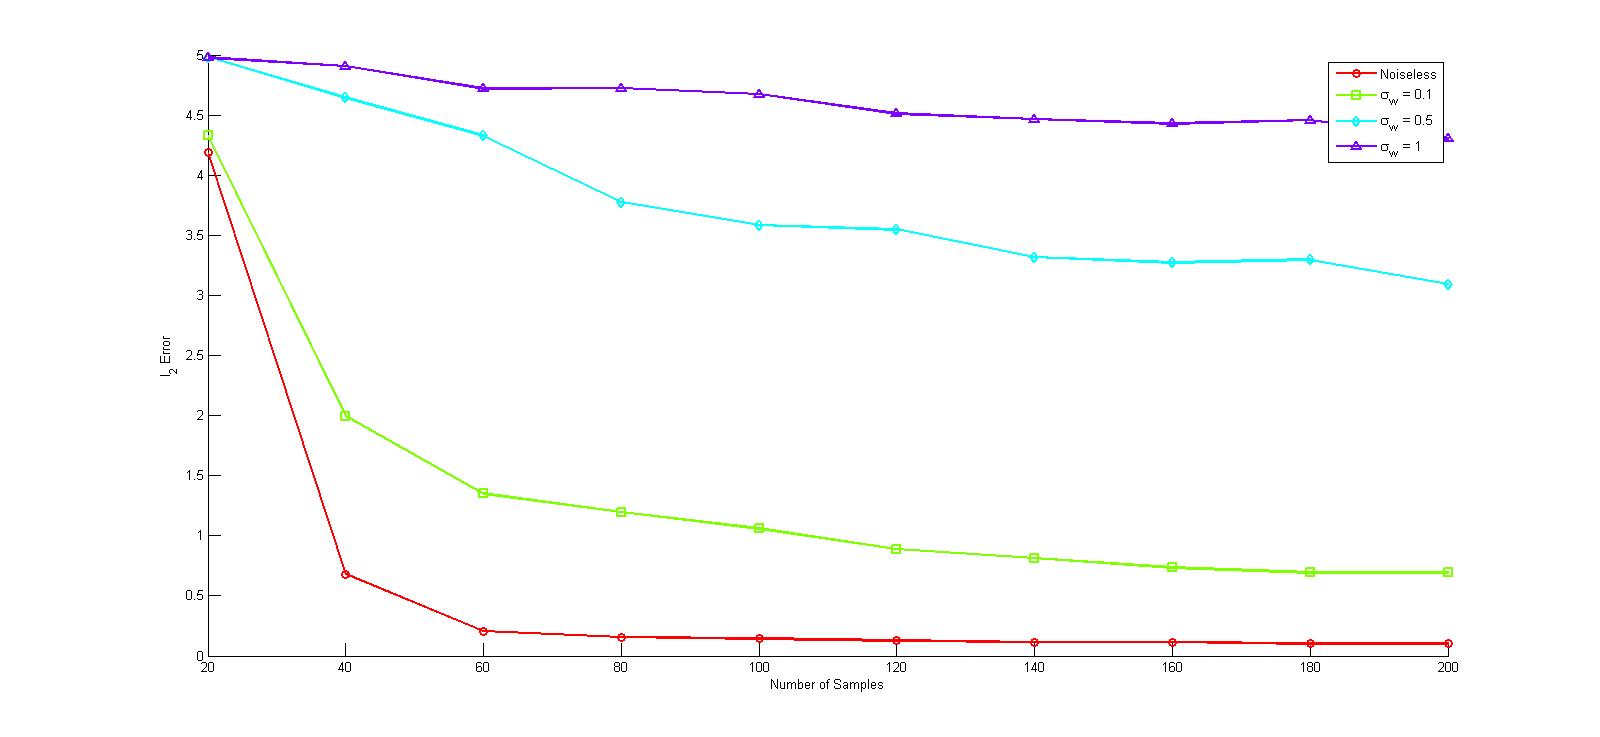 5
4.5
4
3.5
3
2.5
2
1.5
1
0.5
0
l2 Error
20 40 60 80 100 120 140 160 180 200
Number of Samples
Noiseless
σw = 0.1
σw = 0.5
σw = 1